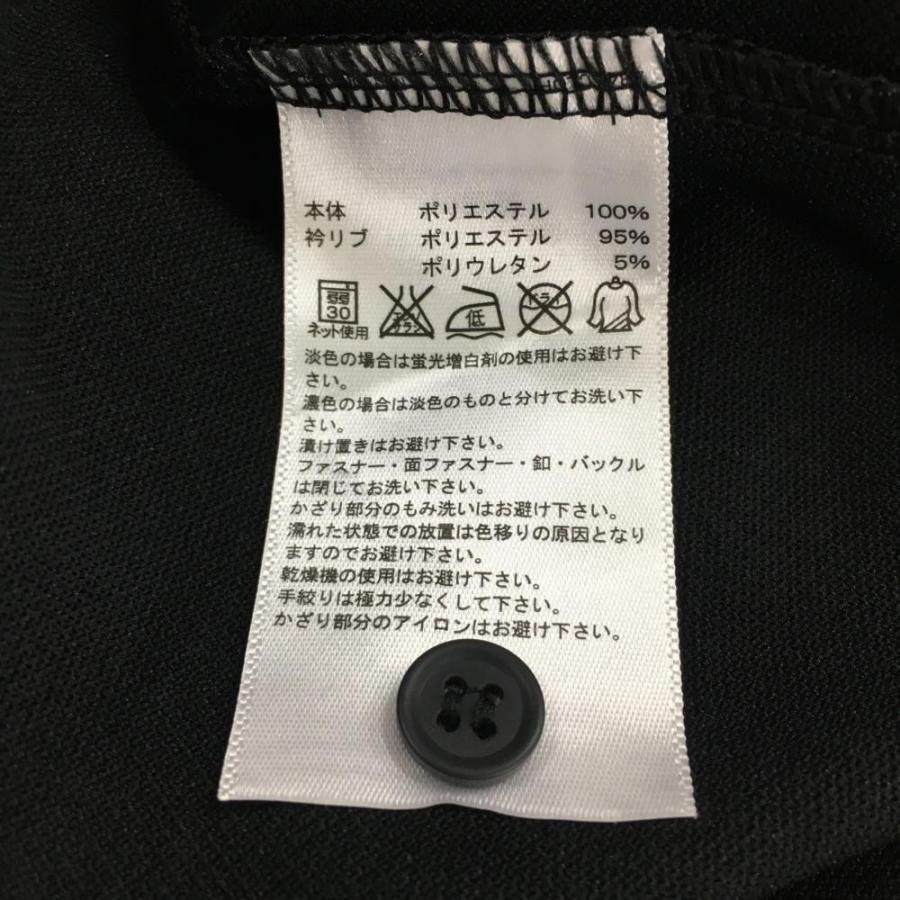 本体 ポリエステル 100%
衿リブ ポリエステル 95%
ポリウレタン 5%
弱 低 ドライ
30 エンソ
ネット使用 サラシ
淡色の場合は蛍光増白剤の使用はお避け下
さい。
濃色の場合は淡色のものと分けてお洗い下
さい。
漬け置きはお避け下さい。
ファスナー・面ファスナー・釦・バックル
は閉じてお洗い下さい。
かざり部分のもみ洗いはお避け下さい。
濡れた状態での放置は色移りの原因となり
ますのでお避け下さい。
乾燥機の使用はお避け下さい。
手絞りは極力少なくして下さい。
かざり部分のアイロンはお避け下さい。